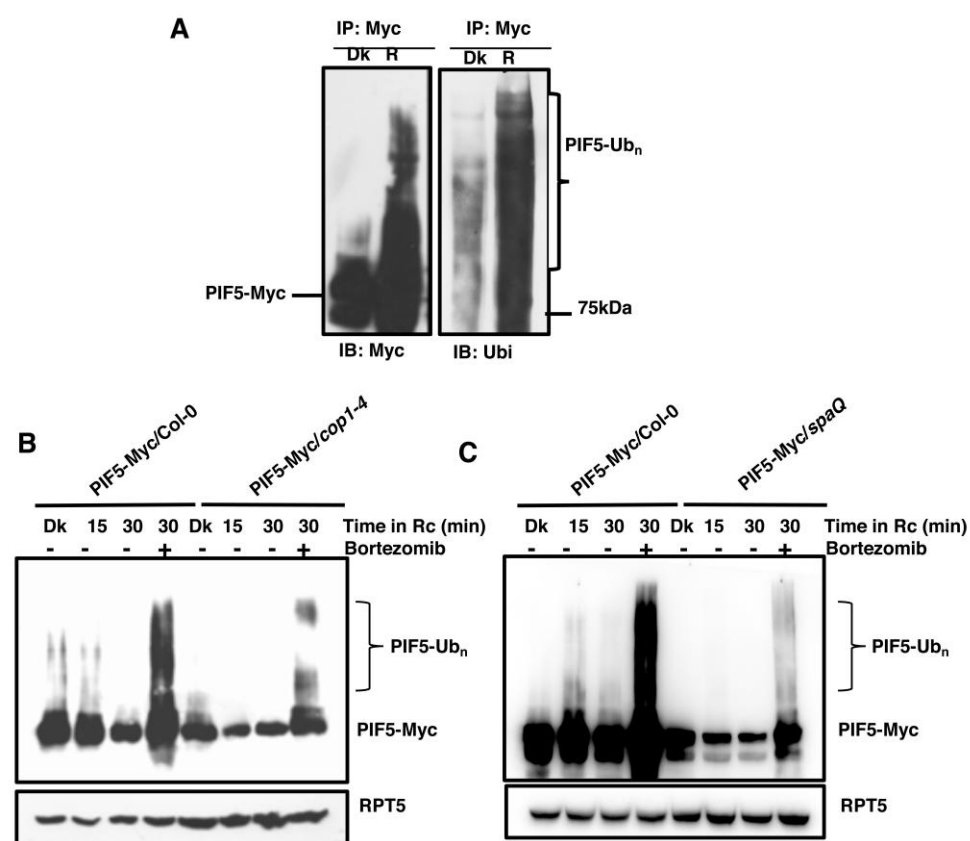 A
IP: Myc IP: Myc
Dk R Dk R
PIF5-Ubn
PIF5-Myc
75kDa
IB: Myc IB: Ubi
B
PIF5-Myc/Col-0 PIF5-Myc/cop1-4
Dk 15 30 30 Dk 15 30 30 Time in Rc (min)
- - - + - - - + Bortezomib
PIF5-Ubn
PIF5-Myc
RPT5
C
PIF5-Myc/Col-0 PIF5-Myc/spaQ
Dk 15 30 30 Dk 15 30 30 Time in Rc (min)
- - - + - - - + Bortezomib
PIF5-Ubn
PIF5-Myc
RPT5